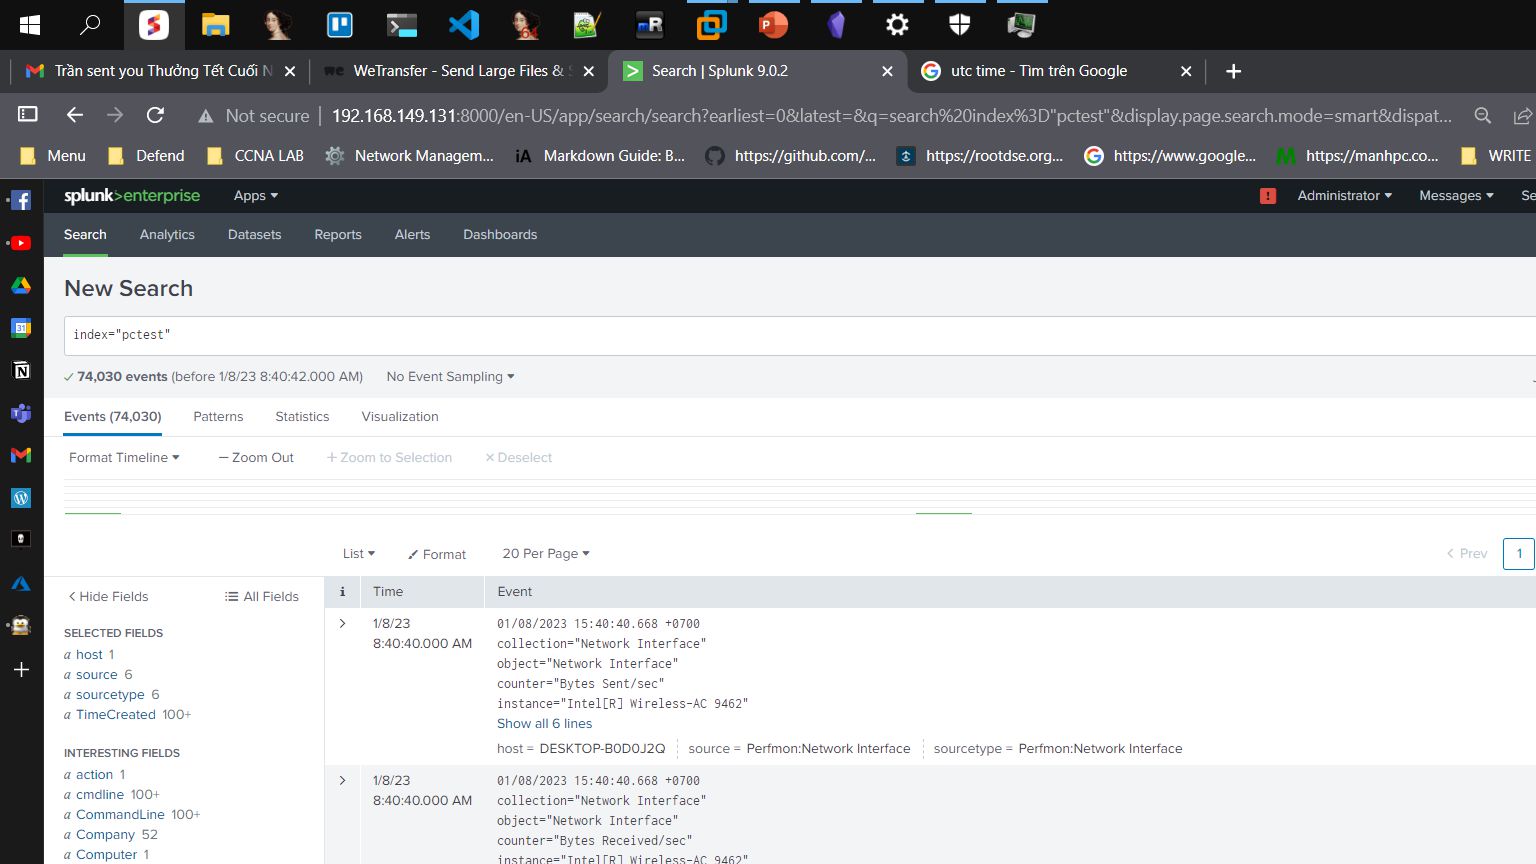 Trần sent you Thưởng Tết Cuối N
WeTransfer - Send Large Files & S
Search | Splunk 9.0.2
utc time - Tìm trên Google
Not secure 192.168.149.131:8000/en-US/app/search/search?earliest=0&latest=&q=search%20index%3D"pctest"&display.page.search.mode=smart&dispat...
Menu Defend CCNA LAB Network Managem... iA Markdown Guide: B... https://github.com/... https://rootdse.org... https://www.google... https://manhpc.co... WRITE
splunk>enterprise Apps Administrator Messages Se
Search Analytics Datasets Reports Alerts Dashboards
New Search
index="pctest"
74,030 events (before 1/8/23 8:40:42.000 AM) No Event Sampling
Events (74,030) Patterns Statistics Visualization
Format Timeline — Zoom Out + Zoom to Selection × Deselect
List Format 20 Per Page < Prev 1
< Hide Fields All Fields
i Time Event
SELECTED FIELDS
a host 1
a source 6
a sourcetype 6
a TimeCreated 100+
INTERESTING FIELDS
a action 1
a cmdline 100+
a CommandLine 100+
a Company 52
a Computer 1
1/8/23
8:40:40.000 AM
01/08/2023 15:40:40.668 +0700
collection="Network Interface"
object="Network Interface"
counter="Bytes Sent/sec"
instance="Intel[R] Wireless-AC 9462"
Show all 6 lines
host = DESKTOP-B0D0J2Q source = Perfmon:Network Interface sourcetype = Perfmon:Network Interface
1/8/23
8:40:40.000 AM
01/08/2023 15:40:40.668 +0700
collection="Network Interface"
object="Network Interface"
counter="Bytes Received/sec"
instance="Intel[R] Wireless-AC 9462"